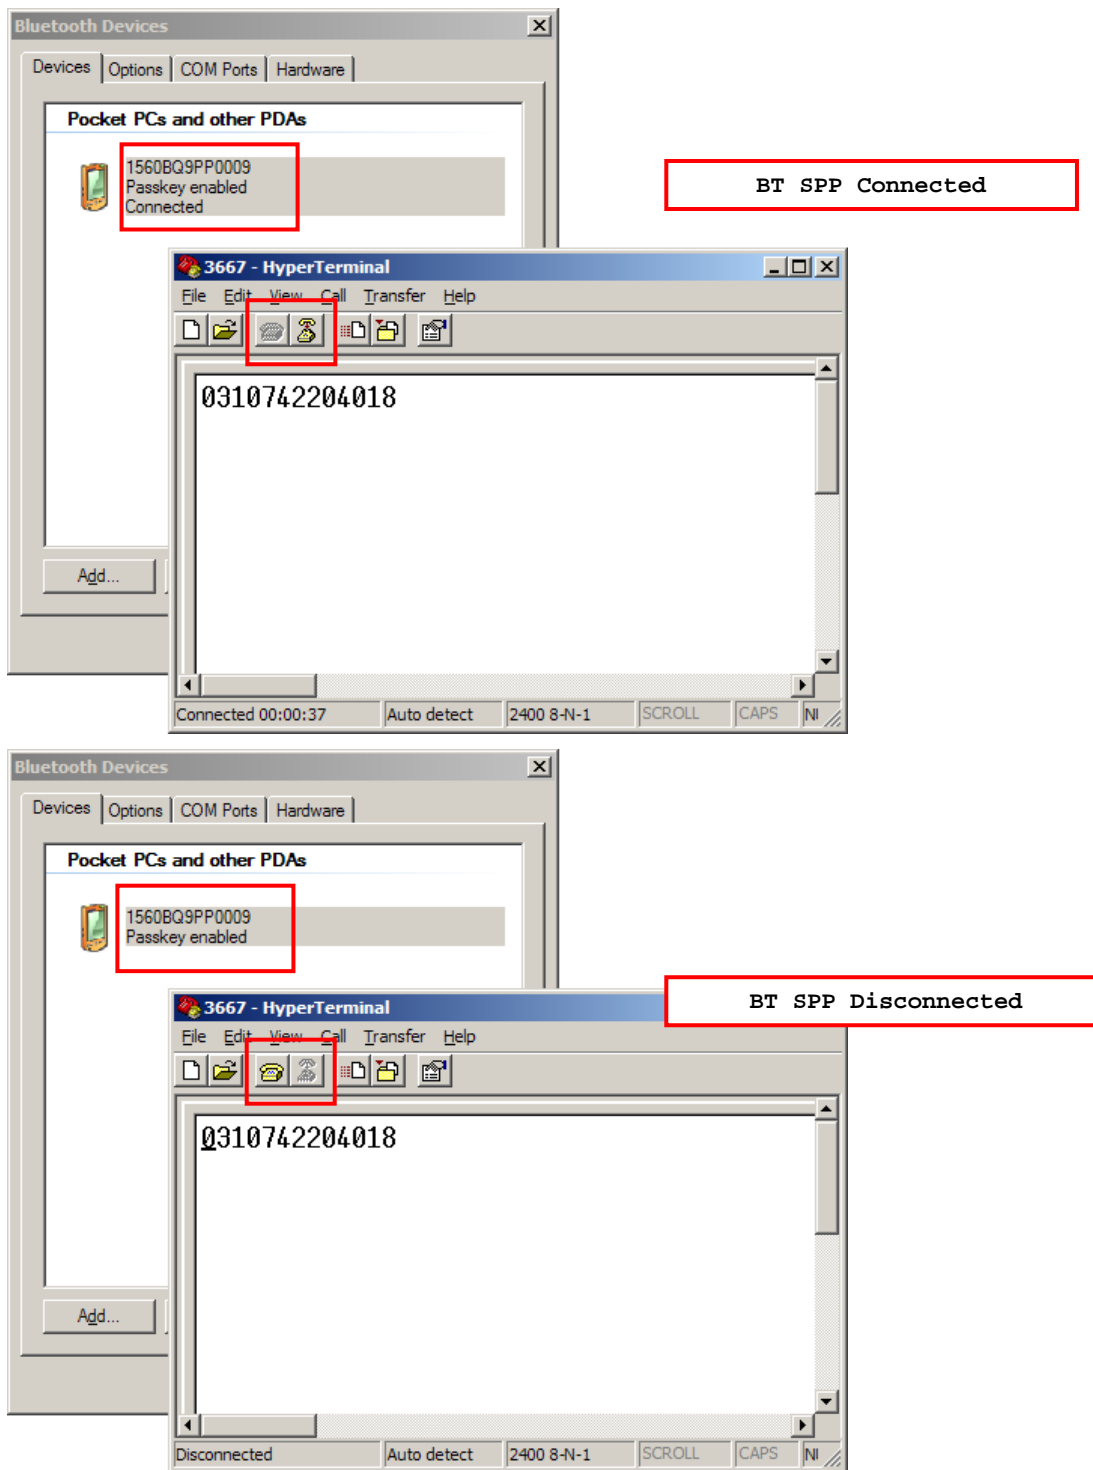 Bluetooth Devices
Devices Options COM Ports Hardware
Pocket PCs and other PDAs
1560BQ9PP0009
Passkey enabled
Connected
BT SPP Connected
3667 - HyperTerminal
File Edit View Call Transfer Help
0310742204018
Add...
Connected 00:00:37 Auto detect 2400 8-N-1 SCROLL CAPS
Bluetooth Devices
Devices Options COM Ports Hardware
Pocket PCs and other PDAs
1560BQ9PP0009
Passkey enabled
BT SPP Disconnected
3667 - HyperTerminal
File Edit View Call Transfer Help
0310742204018
Add...
Disconnected Auto detect 2400 8-N-1 SCROLL CAPS